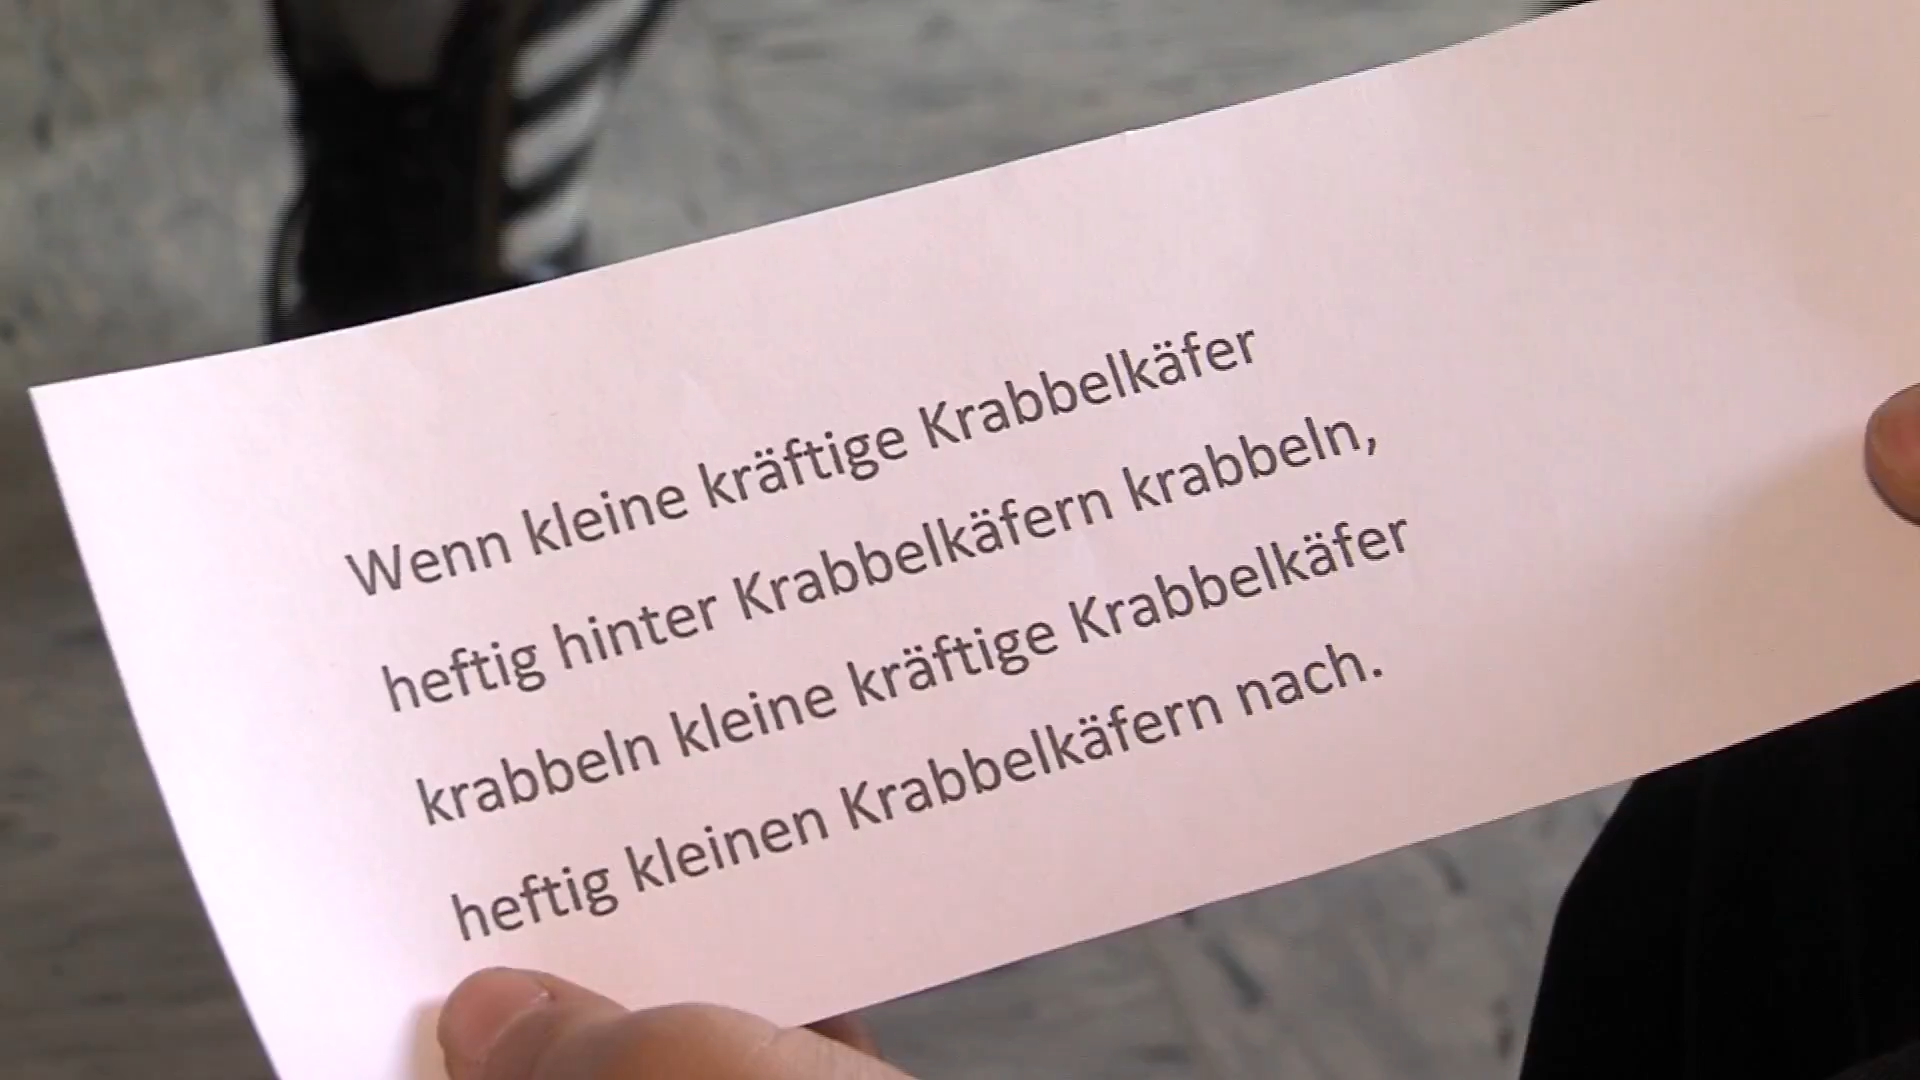 Wenn kleine kräftige Krabbelkäfer
heftig hinter Krabbelkäfern krabbeln,
krabbeln kleine kräftige Krabbelkäfer
heftig kleinen Krabbelkäfern nach.